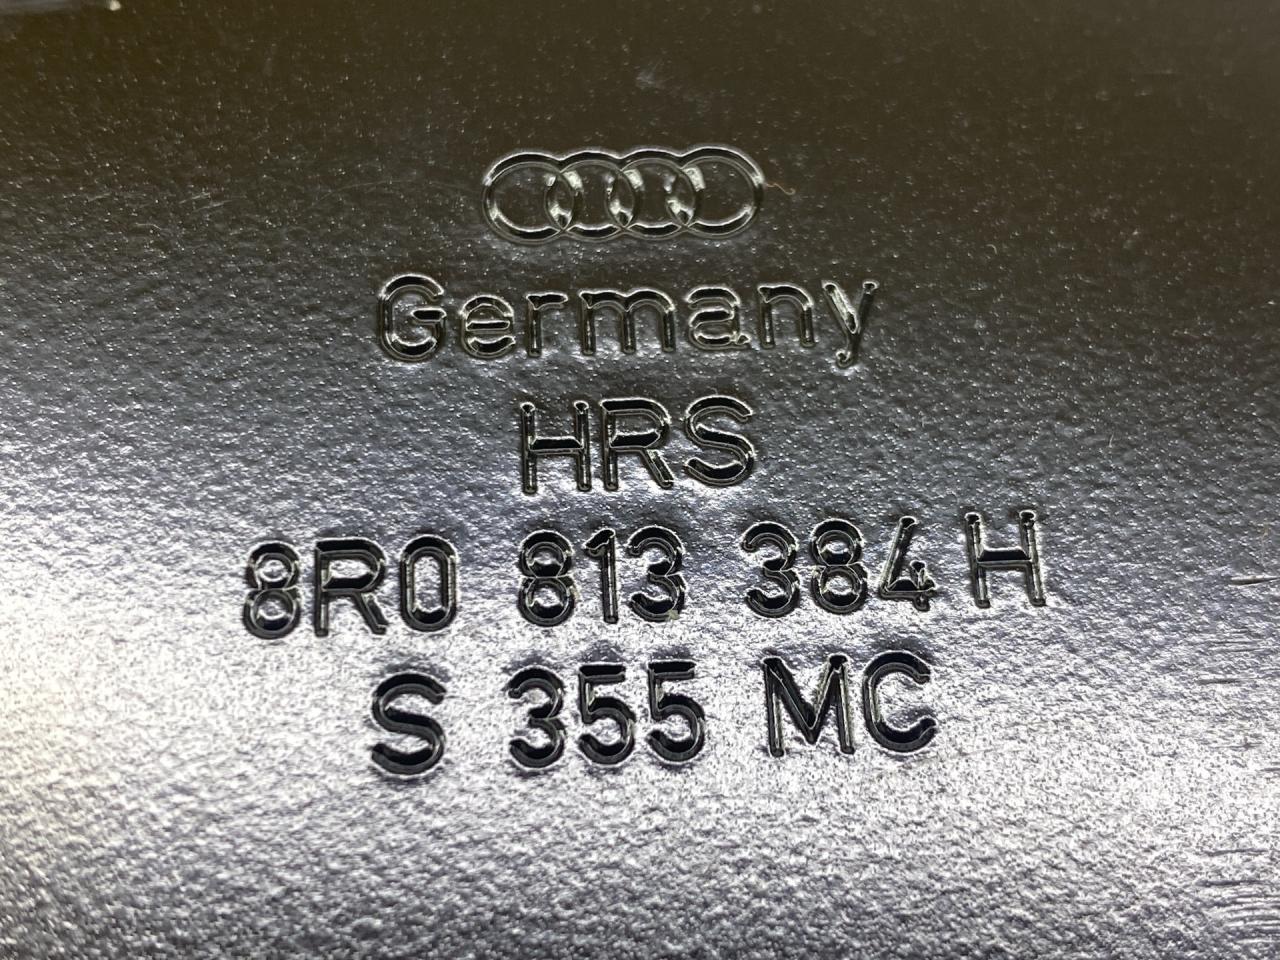 Germany
HRS
8R0 813 384 H
S 355 MC